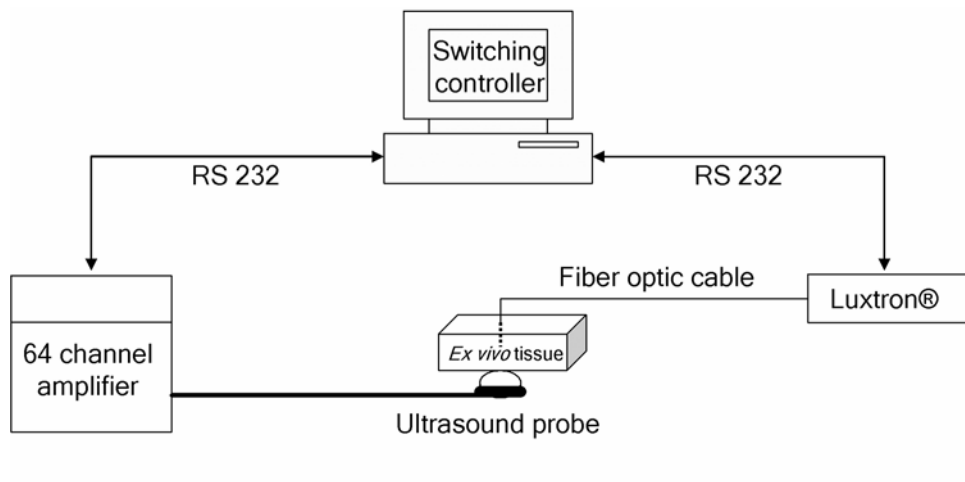 Switching
controller
RS 232
RS 232
Fiber optic cable
Luxtron®
64 channel
amplifier
Ex vivo tissue
Ultrasound probe